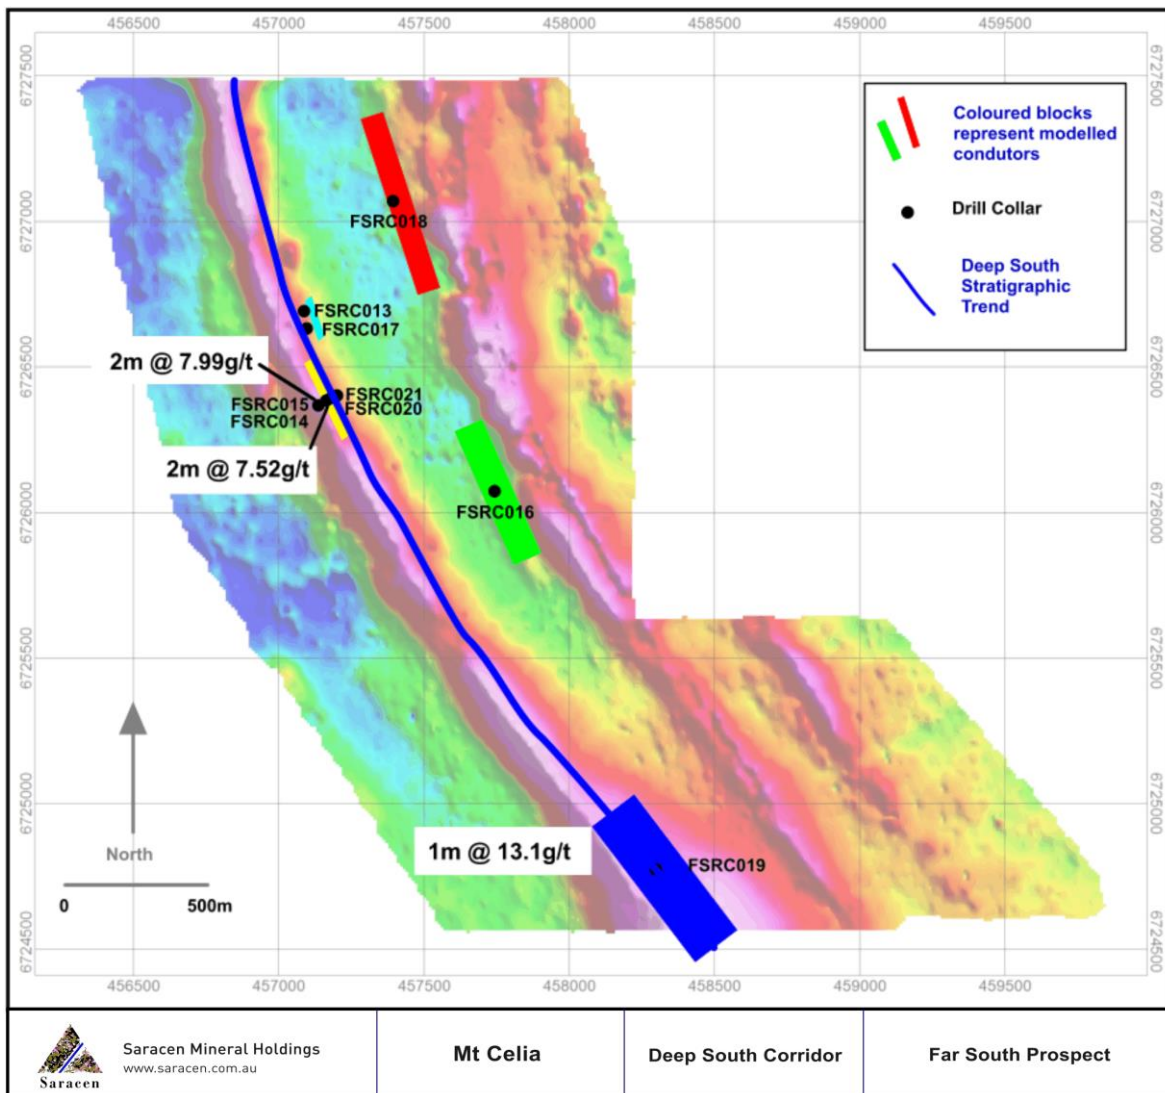 456500 457000 457500 458000 458500 459000 459500
6727500
6727500
Coloured blocks
represent modelled
condutors
Drill Collar
Deep South
Stratigraphic
Trend
6727000
6727000
FSRC018
FSRC013
FSRC017
6726500
6726500
2m @ 7.99g/t
FSRC021
FSRC015
FSRC020
FSRC014
2m @ 7.52g/t
FSRC016
6726000
6726000
6725500
6725500
6725000
6725000
1m @ 13.1g/t
FSRC019
North
0 500m
6724500
6724500
456500 457000 457500 458000 458500 459000 459500
Saracen
Saracen Mineral Holdings
www.saracen.com.au
Mt Celia
Deep South Corridor
Far South Prospect